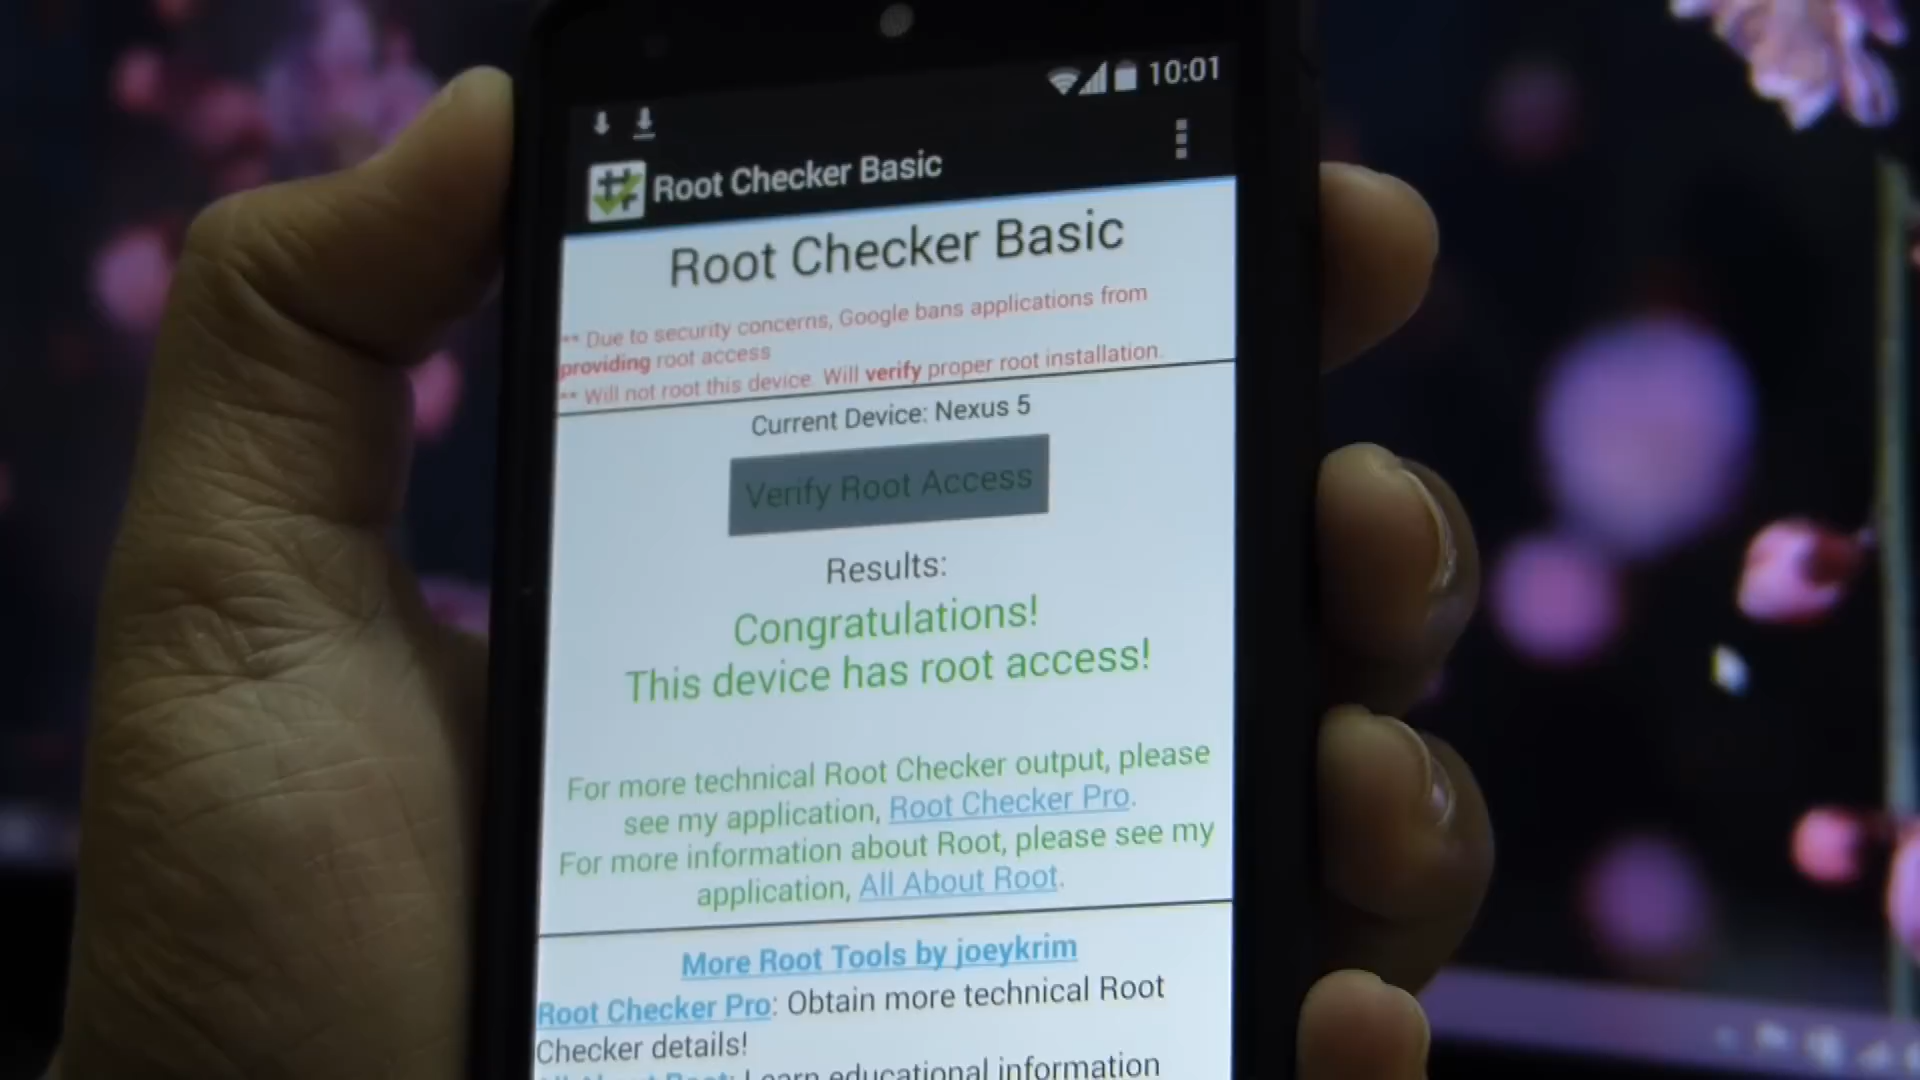 10:01
Root Checker Basic
Root Checker Basic
** Due to security concerns, Google bans applications from
providing root access
** Will not root this device. Will verify proper root installation.
Current Device: Nexus 5
Verify Root Access
Results:
Congratulations!
This device has root access!
For more technical Root Checker output, please
see my application, Root Checker Pro.
For more information about Root, please see my
application, All About Root.
More Root Tools by joeykrim
Root Checker Pro: Obtain more technical Root
Checker details!
All About Root: Learn educational information